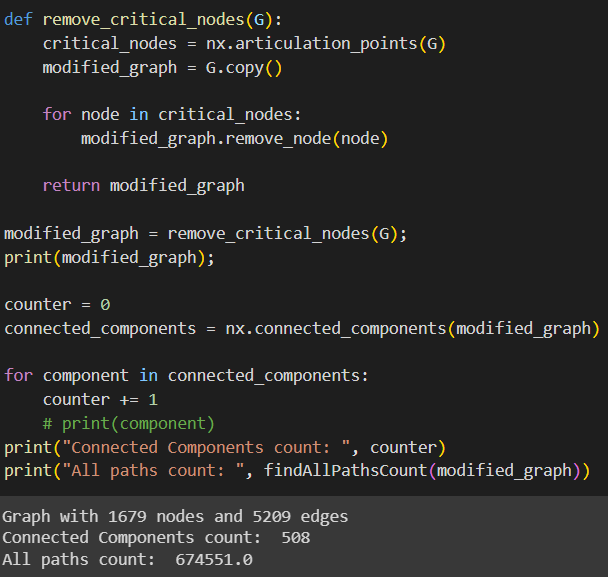 def remove_critical_nodes(G):
    critical_nodes = nx.articulation_points(G)
    modified_graph = G.copy()

    for node in critical_nodes:
        modified_graph.remove_node(node)

    return modified_graph

modified_graph = remove_critical_nodes(G);
print(modified_graph);

counter = 0
connected_components = nx.connected_components(modified_graph)

for component in connected_components:
    counter += 1
    # print(component)
print("Connected Components count: ", counter)
print("All paths count: ", findAllPathsCount(modified_graph))
Graph with 1679 nodes and 5209 edges
Connected Components count:  508
All paths count:  674551.0